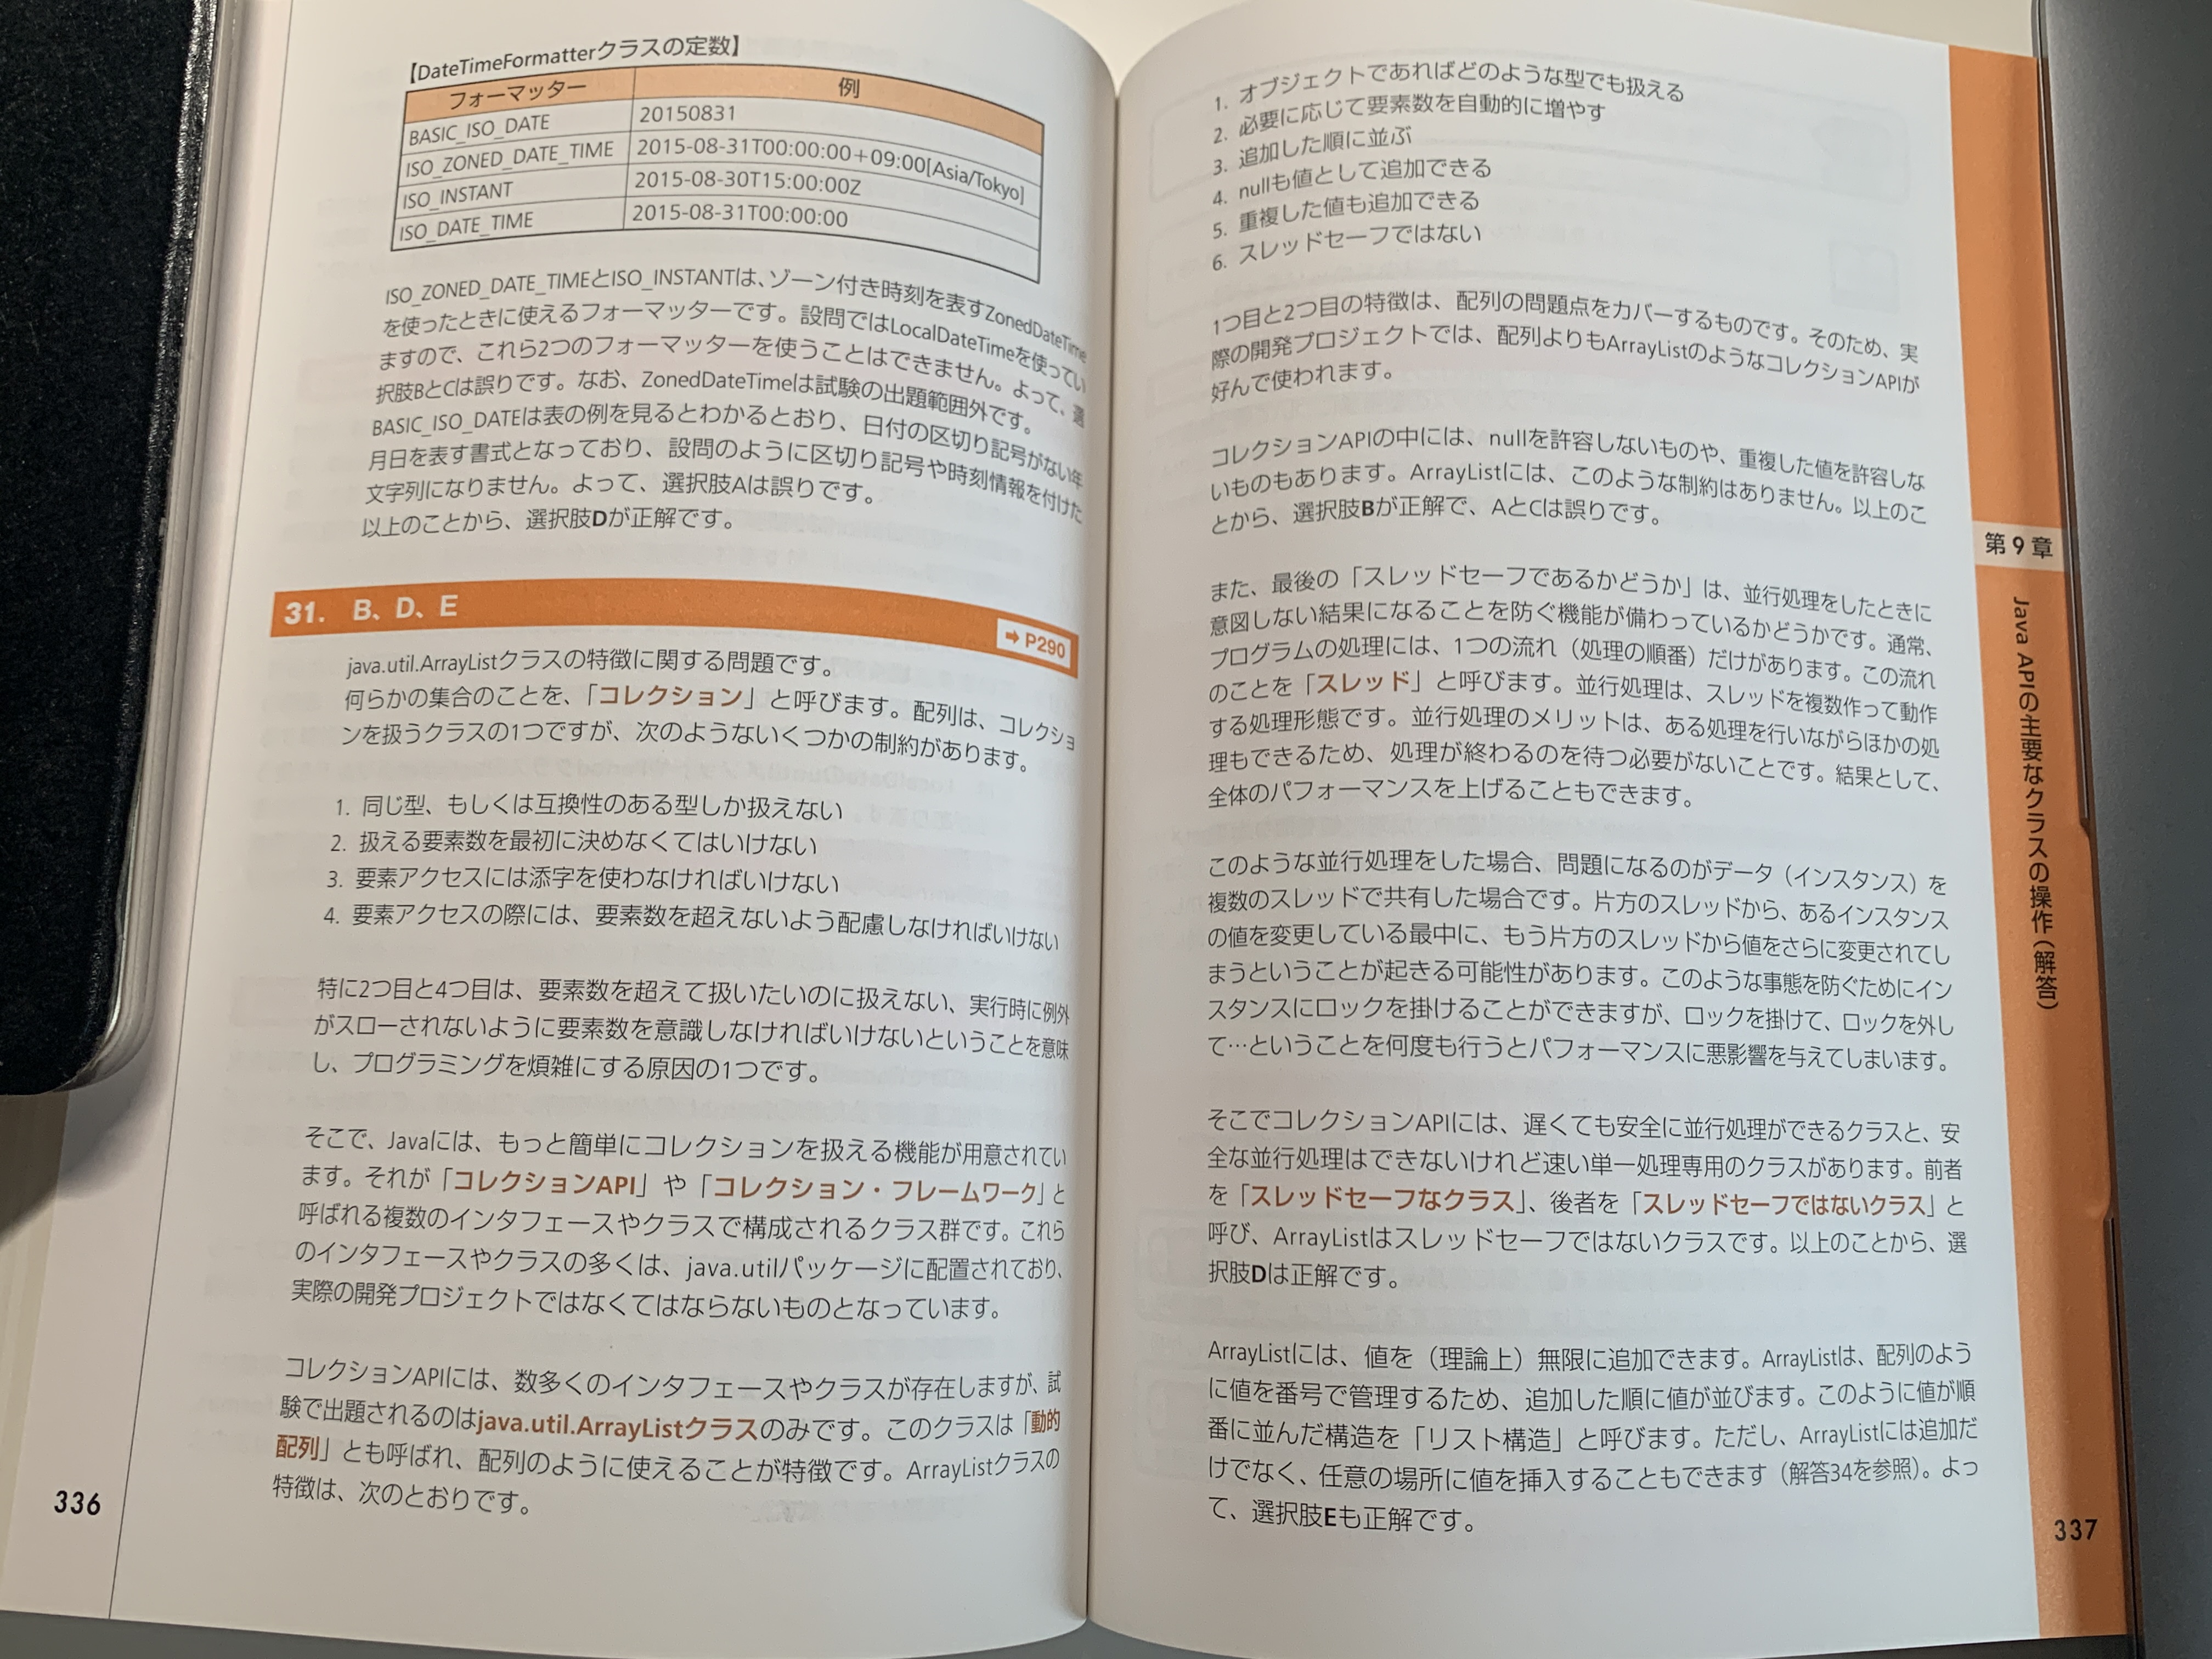 【DateTimeFormatterクラスの定数】
フォーマッター 例
BASIC_ISO_DATE 20150831
ISO_ZONED_DATE_TIME 2015-08-31T00:00:00+09:00[Asia/Tokyo]
ISO_INSTANT 2015-08-30T15:00:00Z
ISO_DATE_TIME 2015-08-31T00:00:00
ISO_ZONED_DATE_TIMEとISO_INSTANTは、ゾーン付き時刻を表すZonedDateTime
を使ったときに使えるフォーマッターです。設問ではLocalDateTimeを使ってい
ますので、これら2つのフォーマッターを使うことはできません。よって、選
択肢BとCは誤りです。なお、ZonedDateTimeは試験の出題範囲外です。
BASIC_ISO_DATEは表の例を見るとわかるとおり、日付の区切り記号がない年
月日を表す書式となっており、設問のように区切り記号や時刻情報を付けた
文字列になりません。よって、選択肢Aは誤りです。
以上のことから、選択肢Dが正解です。
31. B、D、E
➡ P290
java.util.ArrayListクラスの特徴に関する問題です。
何らかの集合のことを、「コレクション」と呼びます。配列は、コレクショ
ンを扱うクラスの1つですが、次のようないくつかの制約があります。
1. 同じ型、もしくは互換性のある型しか扱えない
2. 扱える要素数を最初に決めなくてはいけない
3. 要素アクセスには添字を使わなければいけない
4. 要素アクセスの際には、要素数を超えないよう配慮しなければいけない
特に2つ目と4つ目は、要素数を超えて扱いたいのに扱えない、実行時に例外
がスローされないように要素数を意識しなければいけないということを意味
し、プログラミングを煩雑にする原因の1つです。
そこで、Javaには、もっと簡単にコレクションを扱える機能が用意されてい
ます。それが「コレクションAPI」や「コレクション・フレームワーク」と
呼ばれる複数のインタフェースやクラスで構成されるクラス群です。これら
のインタフェースやクラスの多くは、java.utilパッケージに配置されており、
実際の開発プロジェクトではなくてはならないものとなっています。
コレクションAPIには、数多くのインタフェースやクラスが存在しますが、試
験で出題されるのはjava.util.ArrayListクラスのみです。このクラスは「動的
配列」とも呼ばれ、配列のように使えることが特徴です。ArrayListクラスの
特徴は、次のとおりです。
336
1. オブジェクトであればどのような型でも扱える
2. 必要に応じて要素数を自動的に増やす
3. 追加した順に並ぶ
4. nullも値として追加できる
5. 重複した値も追加できる
6. スレッドセーフではない
1つ目と2つ目の特徴は、配列の問題点をカバーするものです。そのため、実
際の開発プロジェクトでは、配列よりもArrayListのようなコレクションAPIが
好んで使われます。
コレクションAPIの中には、nullを許容しないものや、重複した値を許容しな
いものもあります。ArrayListには、このような制約はありません。以上のこ
とから、選択肢Bが正解で、AとCは誤りです。
また、最後の「スレッドセーフであるかどうか」は、並行処理をしたときに
意図しない結果になることを防ぐ機能が備わっているかどうかです。通常、
プログラムの処理には、1つの流れ（処理の順番）だけがあります。この流れ
のことを「スレッド」と呼びます。並行処理は、スレッドを複数作って動作
する処理形態です。並行処理のメリットは、ある処理を行いながらほかの処
理もできるため、処理が終わるのを待つ必要がないことです。結果として、
全体のパフォーマンスを上げることもできます。
このような並行処理をした場合、問題になるのがデータ（インスタンス）を
複数のスレッドで共有した場合です。片方のスレッドから、あるインスタンス
の値を変更している最中に、もう片方のスレッドから値をさらに変更されてし
まうということが起きる可能性があります。このような事態を防ぐためにイン
スタンスにロックを掛けることができますが、ロックを掛けて、ロックを外し
て…ということを何度も行うとパフォーマンスに悪影響を与えてしまいます。
そこでコレクションAPIには、遅くても安全に並行処理ができるクラスと、安
全な並行処理はできないけれど速い単一処理専用のクラスがあります。前者
を「スレッドセーフなクラス」、後者を「スレッドセーフではないクラス」と
呼び、ArrayListはスレッドセーフではないクラスです。以上のことから、選
択肢Dは正解です。
ArrayListには、値を（理論上）無限に追加できます。ArrayListは、配列のよう
に値を番号で管理するため、追加した順に値が並びます。このように値が順
番に並んだ構造を「リスト構造」と呼びます。ただし、ArrayListには追加だ
けでなく、任意の場所に値を挿入することもできます（解答34を参照）。よっ
て、選択肢Eも正解です。
第9章
Java APIの主要なクラスの操作（解答）
337